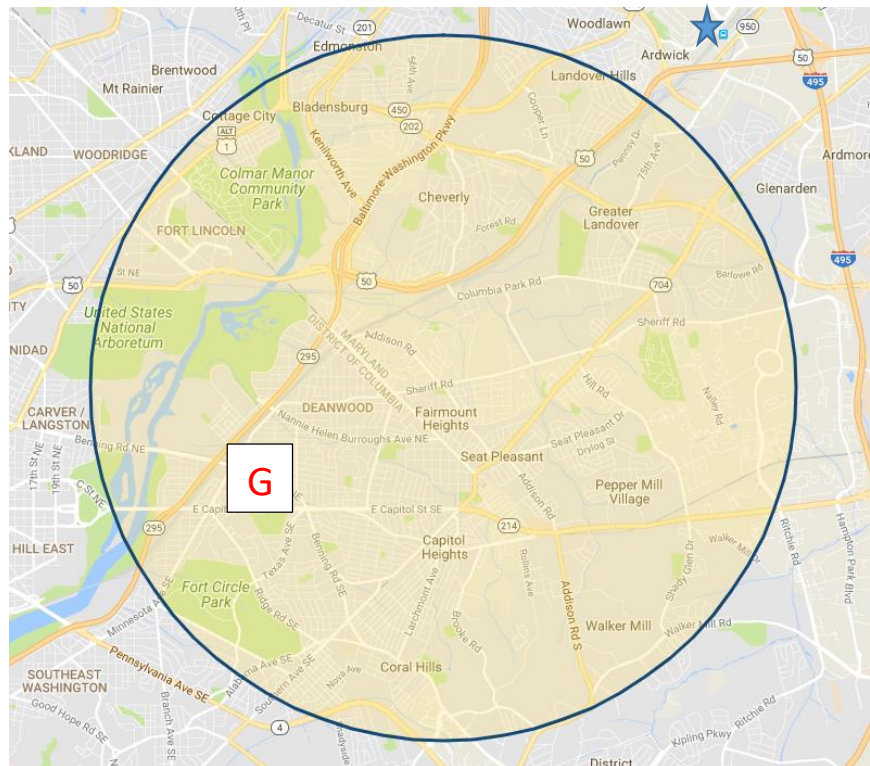 Decatur St
201
Woodlawn
950
Edmonston
56th Ave
Ardwick
50
Brentwood
Landover Hills
495
Mt Rainier
Bladensburg
450
Cooper Ln
Cottage City
202
ALT
1
Kenilworth Ave
Baltimore-Washington Pkwy
50
Pennsy Dr
75th Ave
KLAND
WOODRIDGE
Ardmore
Colmar Manor
Community
Park
Cheverly
Glenarden
Greater
Landover
FORT LINCOLN
Forest Rd
495
50
50
Columbia Park Rd
704
Barlowe Rd
United States
National
Arboretum
MARYLAND
DISTRICT OF COLUMBIA
Sheriff Rd
NIDAD
295
Addison Rd
Hill Rd
Sheriff Rd
Nalley Rd
CARVER /
LANGSTON
DEANWOOD
Fairmount
Heights
Nannie Helen Burroughs Ave NE
Seat Pleasant Dr
Benning Rd NE
Drylog St
Seat Pleasant
17th St NE
19th St NE
C St NE
G
Addison Rd
Pepper Mill
Village
E Capitol St
E Capitol St SE
295
214
HILL EAST
Texas Ave SE
Benning Rd SE
Capitol
Heights
Ritchie Rd
Hampton Park Blvd
Walker Mill Dr
Rollins Ave
Shady Glen Dr
Fort Circle
Park
Larchmont Ave
Addison Rd S
Minnesota Ave SE
Ridge Rd SE
Brooke Rd
Walker Mill
Walker Mill Rd
Pennsylvania Ave SE
Alabama Ave SE
Southern Ave SE
Nova Ave
Coral Hills
SOUTHEAST
WASHINGTON
Good Hope Rd SE
Branch Ave SE
4
Ritchie Rd
Kipling Pkwy
District